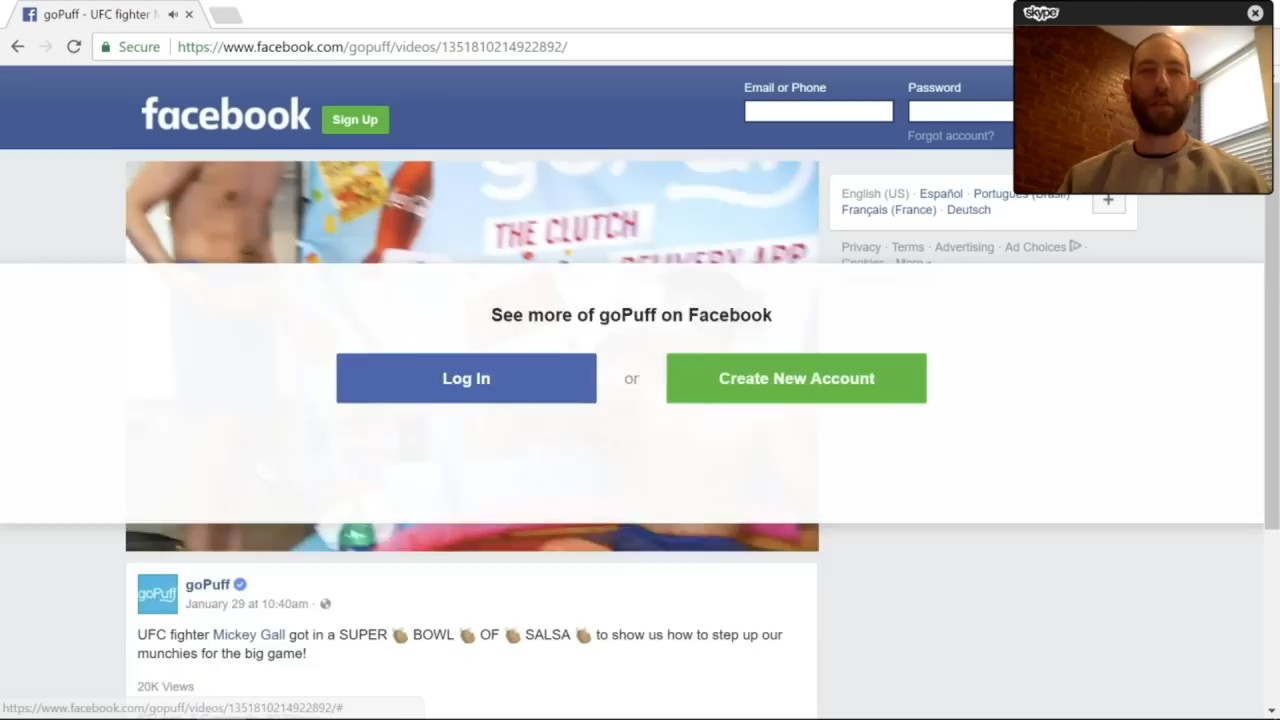 goPuff - UFC fighter M
skype
Secure
https://www.facebook.com/gopuff/videos/1351810214922892/
Email or Phone
Password
facebook
Sign Up
Forgot account?
THE CLUTCH
DELIVERY APP
English (US) · Español · Português (Brasil)
Français (France) · Deutsch
Privacy · Terms · Advertising · Ad Choices ·
Cookies · More
See more of goPuff on Facebook
Log In
or
Create New Account
goPuff
goPuff
January 29 at 10:40am ·
UFC fighter Mickey Gall got in a SUPER 👏 BOWL 👏 OF 👏 SALSA 👏 to show us how to step up our
munchies for the big game!
20K Views
https://www.facebook.com/gopuff/videos/1351810214922892/#